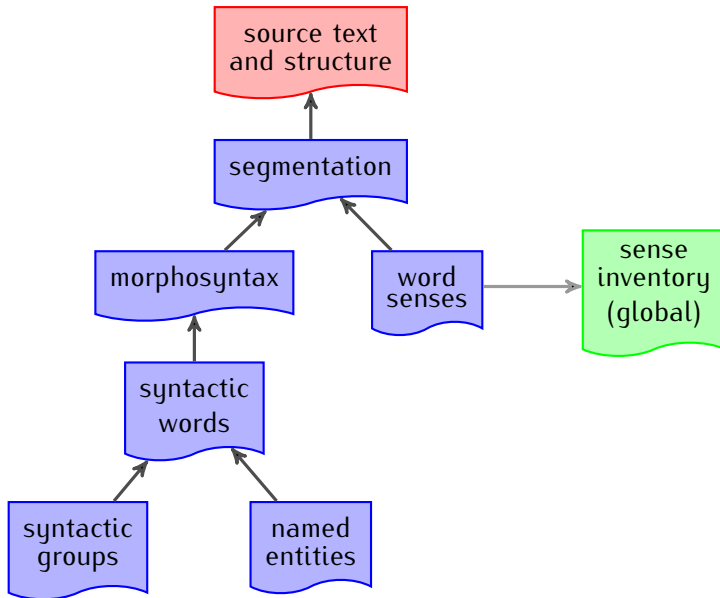 source text
and structure
segmentation
morphosyntax
word
senses
sense
inventory
(global)
syntactic
words
syntactic
groups
named
entities